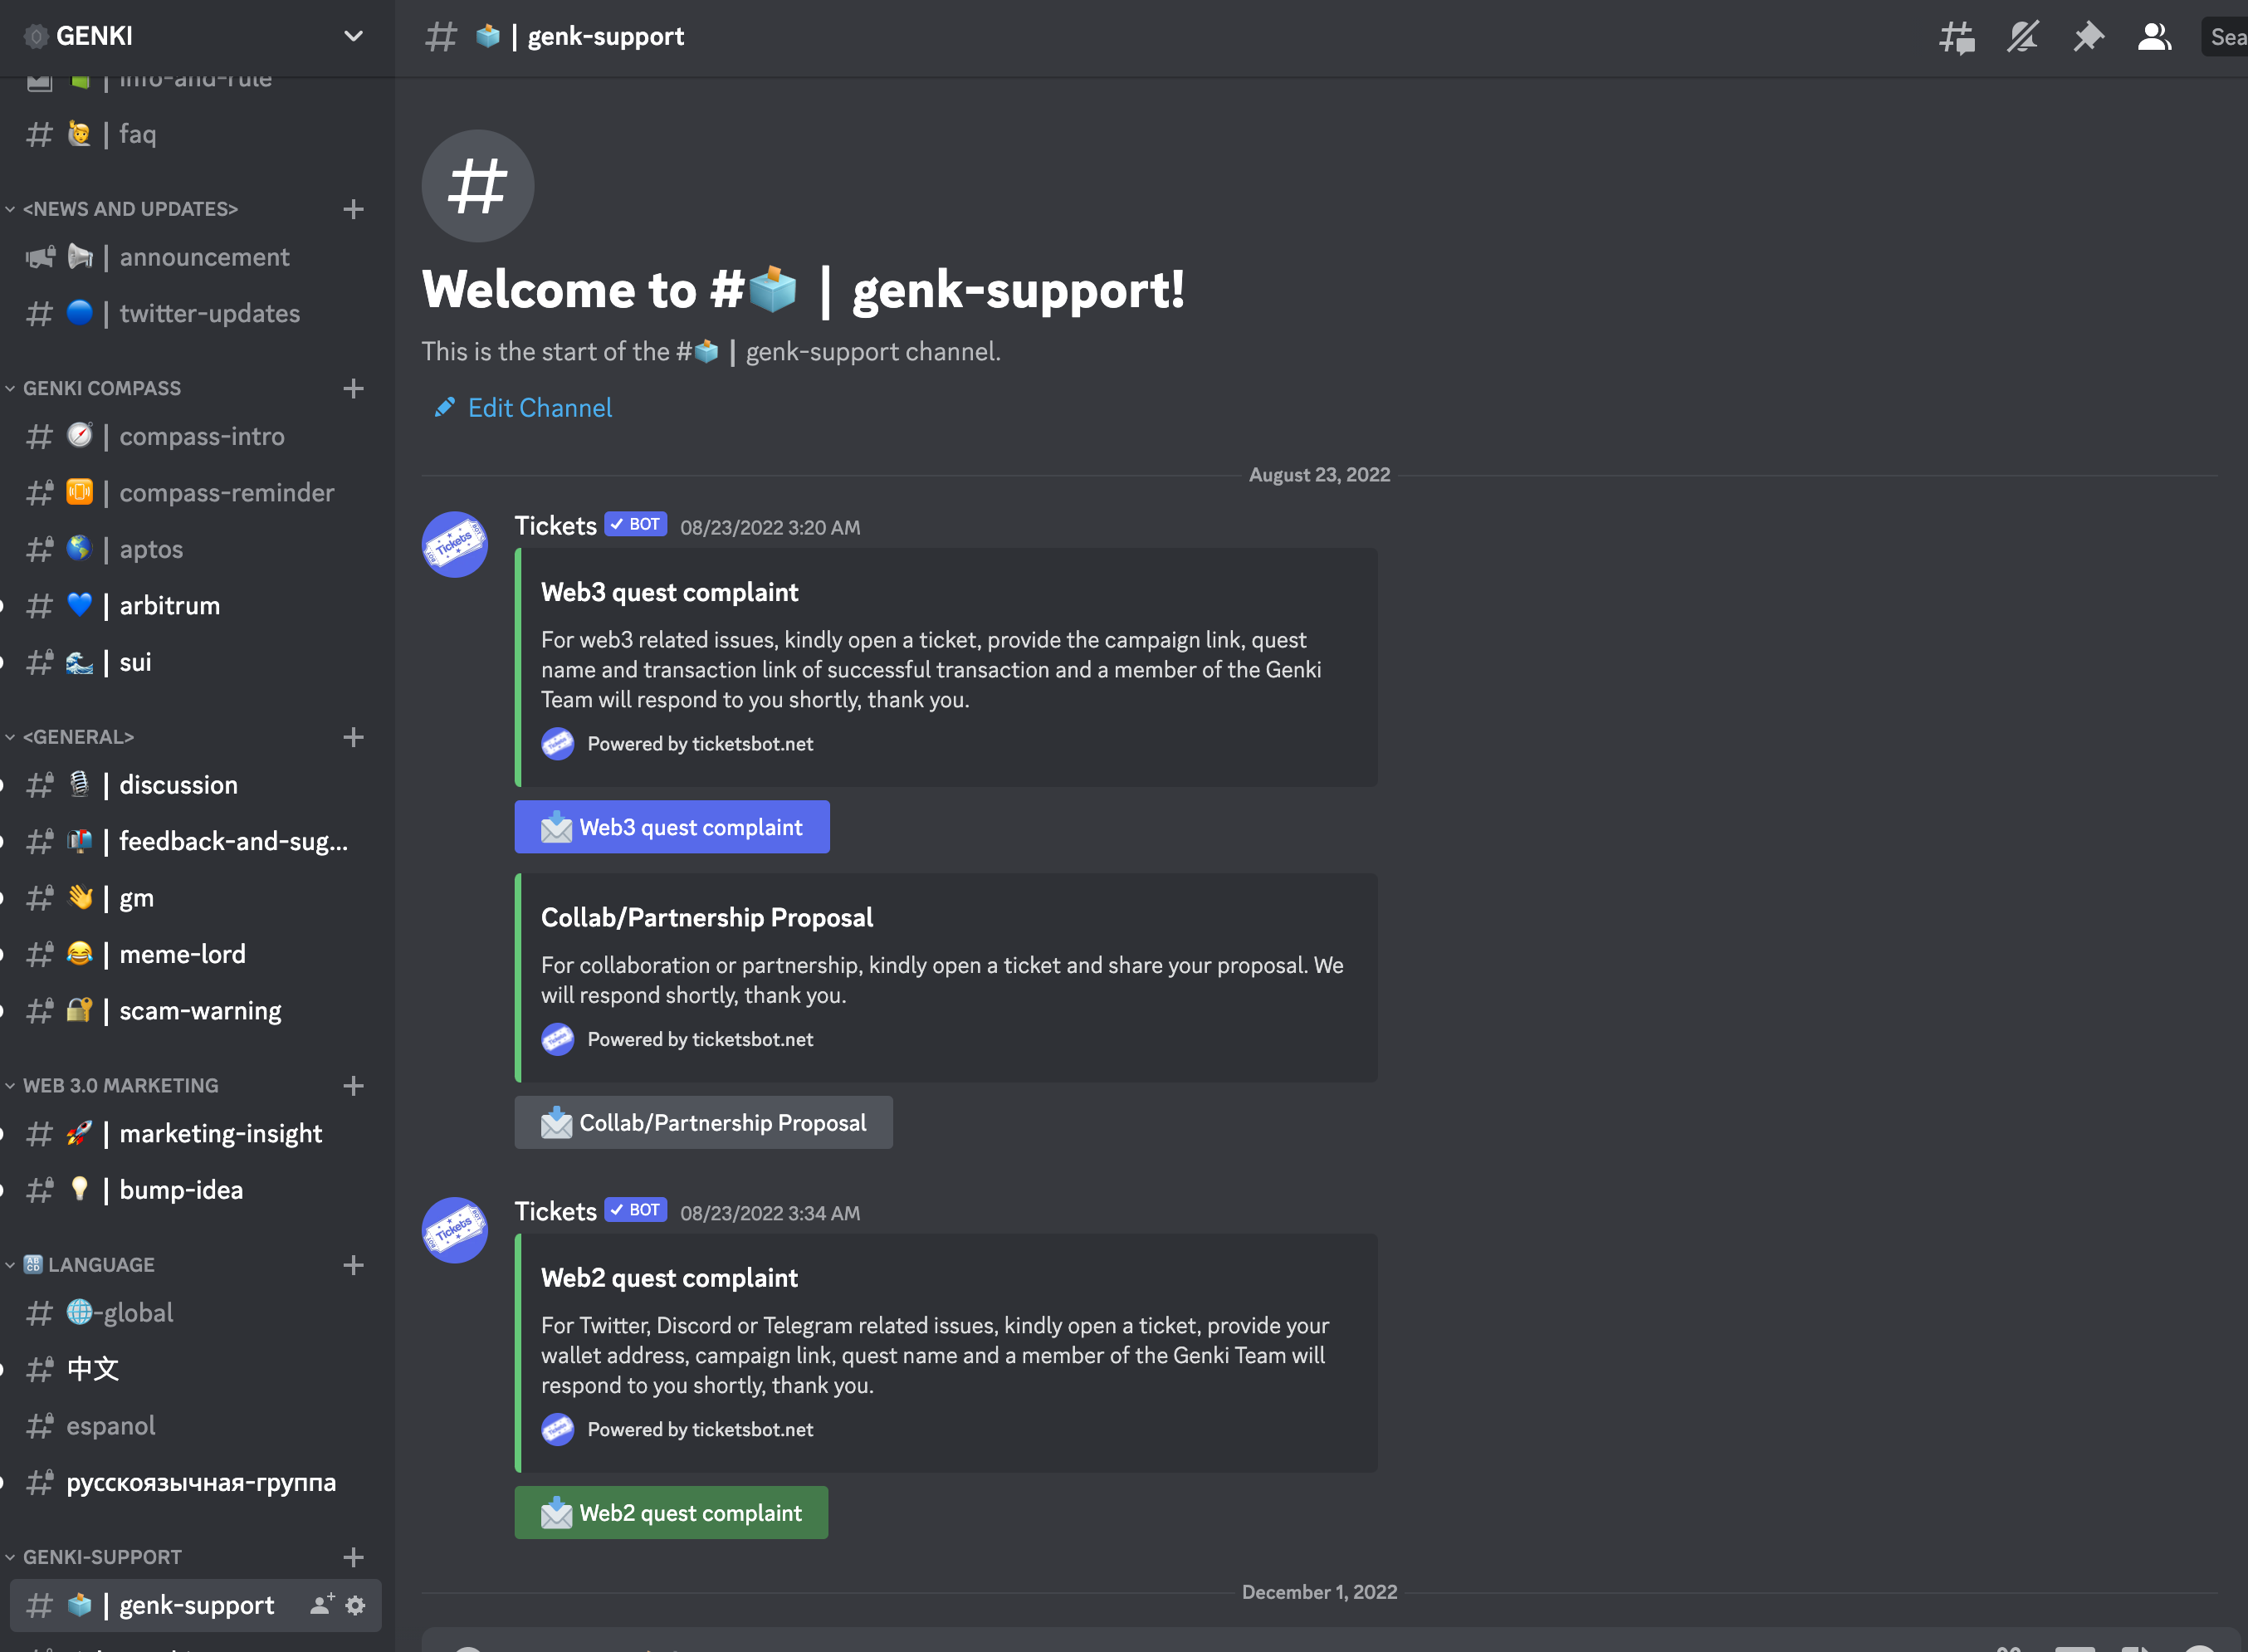 GENKI
info-and-rule
faq
<NEWS AND UPDATES>
announcement
twitter-updates
GENKI COMPASS
compass-intro
compass-reminder
aptos
arbitrum
sui
<GENERAL>
discussion
feedback-and-sug...
gm
meme-lord
scam-warning
WEB 3.0 MARKETING
marketing-insight
bump-idea
LANGUAGE
-global
中文
espanol
русскоязычная-группа
GENKI-SUPPORT
genk-support
# | genk-support
Sea
Welcome to # | genk-support!
This is the start of the # | genk-support channel.
Edit Channel
August 23, 2022
Tickets BOT 08/23/2022 3:20 AM
Web3 quest complaint
For web3 related issues, kindly open a ticket, provide the campaign link, quest
name and transaction link of successful transaction and a member of the Genki
Team will respond to you shortly, thank you.
Powered by ticketsbot.net
Web3 quest complaint
Collab/Partnership Proposal
For collaboration or partnership, kindly open a ticket and share your proposal. We
will respond shortly, thank you.
Powered by ticketsbot.net
Collab/Partnership Proposal
Tickets BOT 08/23/2022 3:34 AM
Web2 quest complaint
For Twitter, Discord or Telegram related issues, kindly open a ticket, provide your
wallet address, campaign link, quest name and a member of the Genki Team will
respond to you shortly, thank you.
Powered by ticketsbot.net
Web2 quest complaint
December 1, 2022